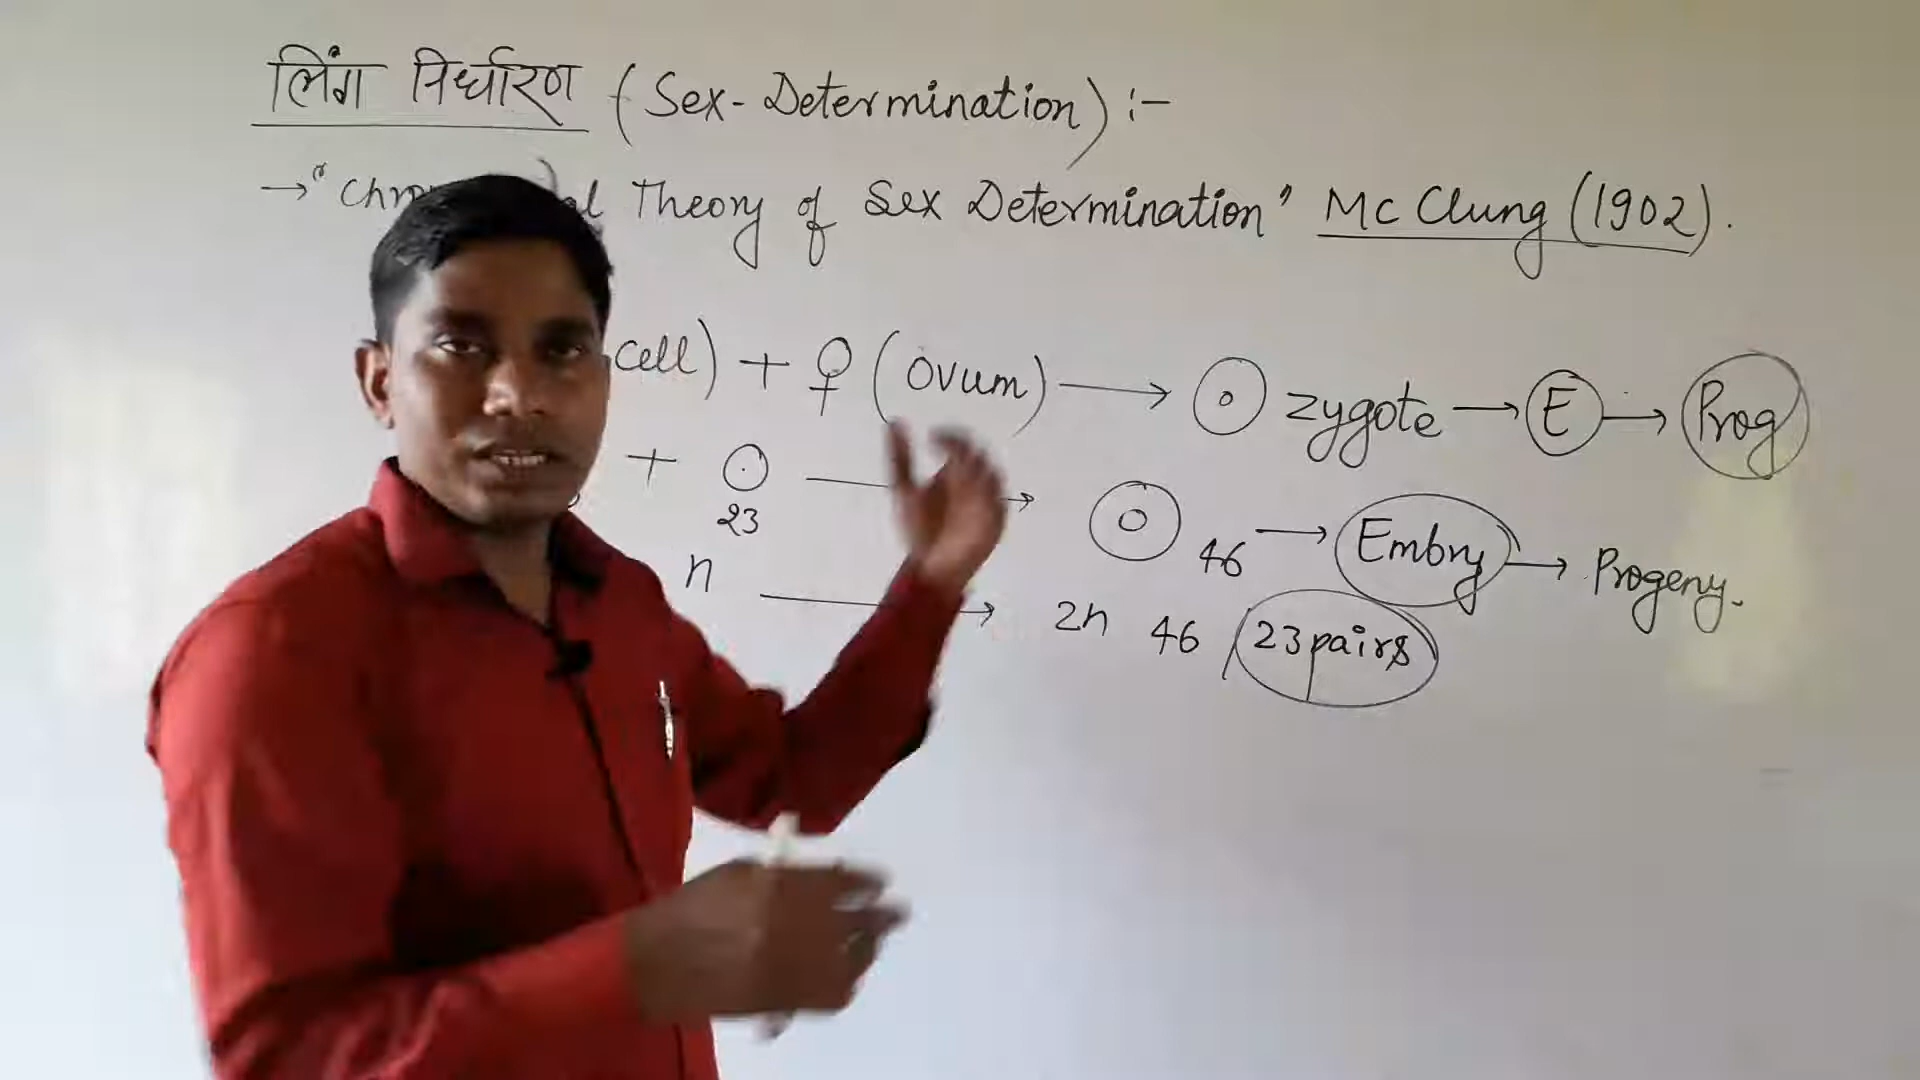 लिंग निर्धारण (Sex-Determination) :-
→ " Theory of Sex Determination" Mc Clung (1902).
cell) + ♀ (Ovum) → zygote → E → Prog
+ 23 → 46 → Embry → Progeny.
n → 2n 46 23 pairs